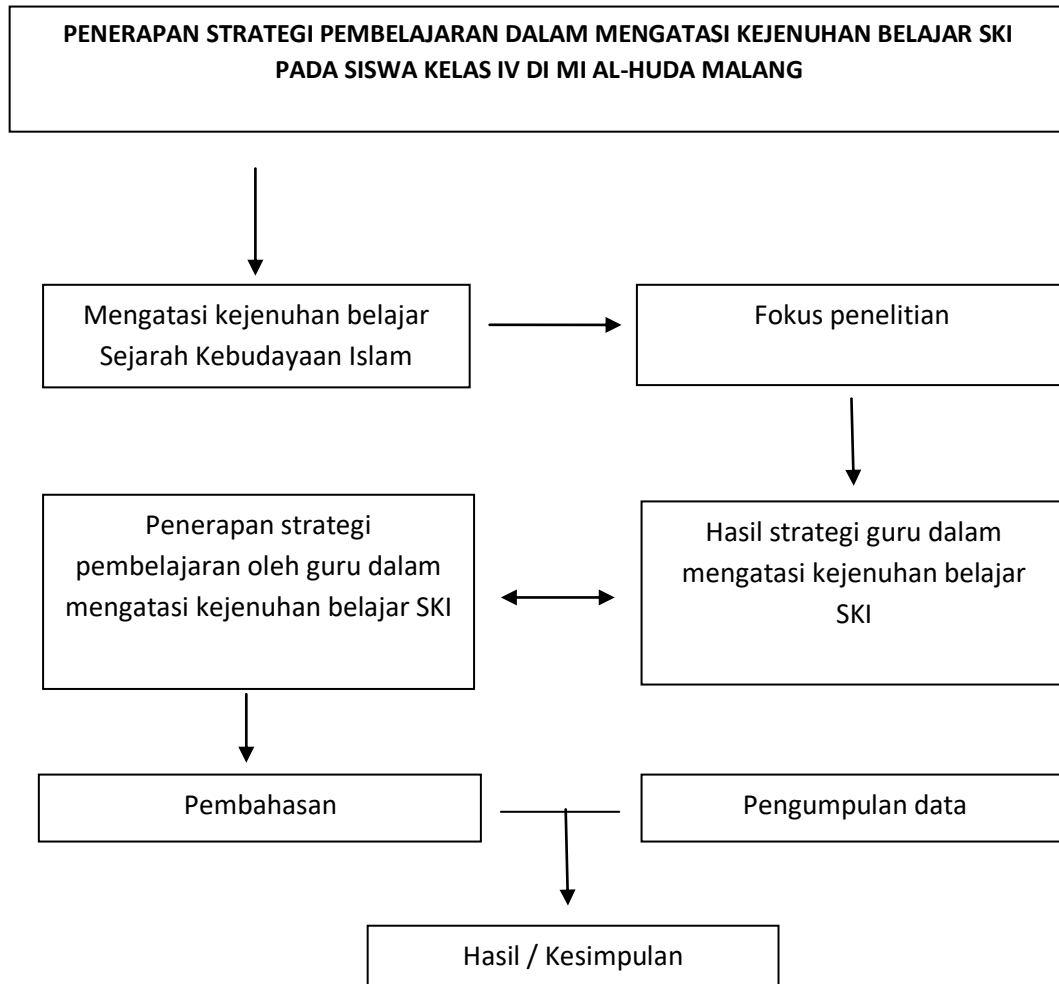 PENERAPAN STRATEGI PEMBELAJARAN DALAM MENGATASI KEJENUHAN BELAJAR SKI
PADA SISWA KELAS IV DI MI AL-HUDA MALANG
Mengatasi kejenuhan belajar
Sejarah Kebudayaan Islam
Fokus penelitian
Penerapan strategi
pembelajaran oleh guru dalam
mengatasi kejenuhan belajar SKI
Hasil strategi guru dalam
mengatasi kejenuhan belajar
SKI
Pembahasan
Pengumpulan data
Hasil / Kesimpulan